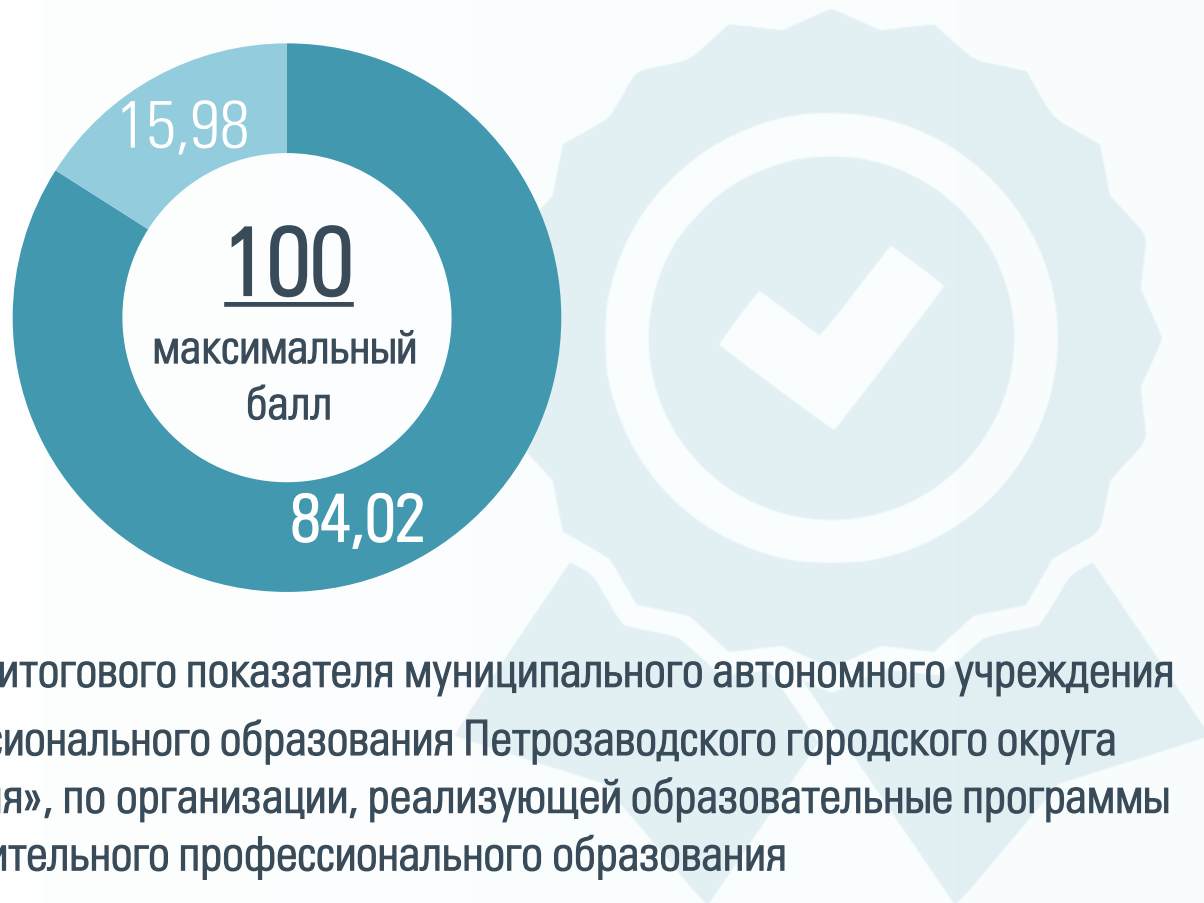 15,98
100
максимальный
балл
84,02
итогового показателя муниципального автономного учреждения
сионального образования Петрозаводского городского округа
ия», по организации, реализующей образовательные программы
ительного профессионального образования